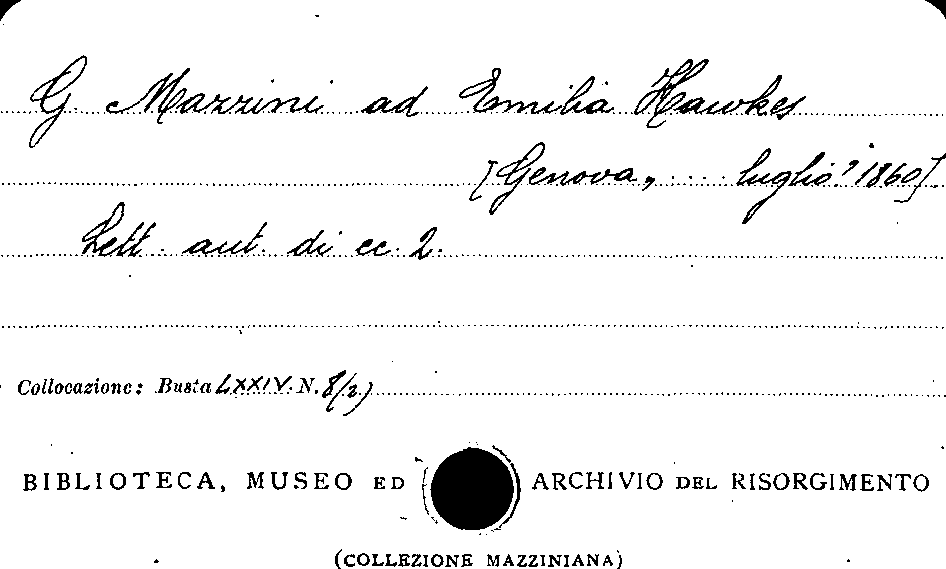 G. Mazzini ad Emilia Hawkes
[Genova, .... luglio? 1860].
Lett. aut. di cc. 2.
Collocazione: Busta LXXIV. N. 8(2)
BIBLIOTECA, MUSEO ED ARCHIVIO DEL RISORGIMENTO
(COLLEZIONE MAZZINIANA)